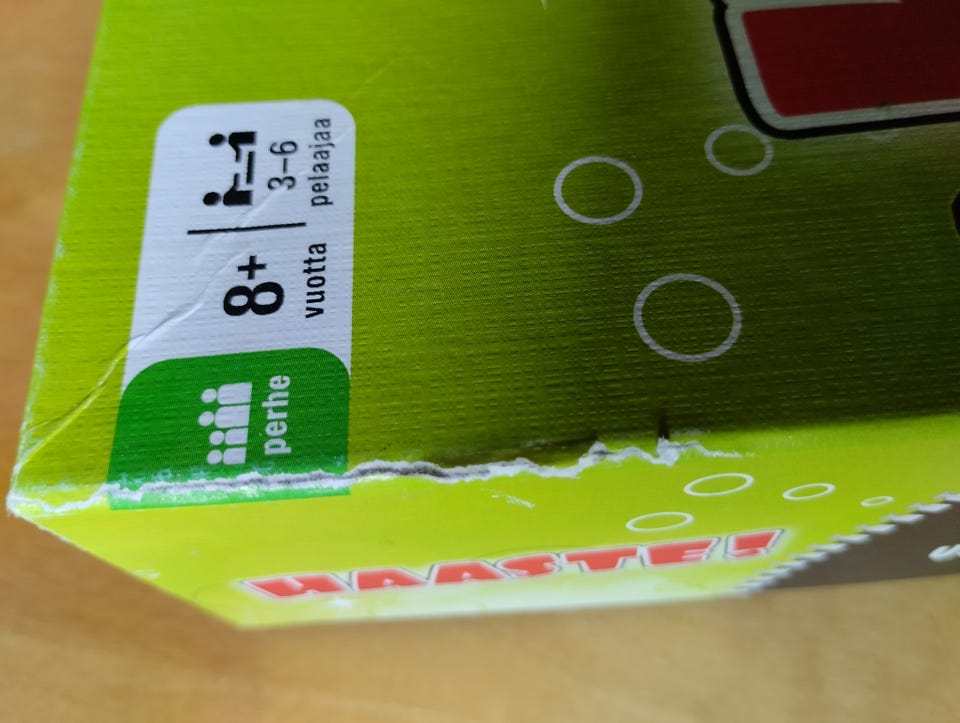 perhe
8+
vuotta
3–6
pelaajaa
HAASTE!